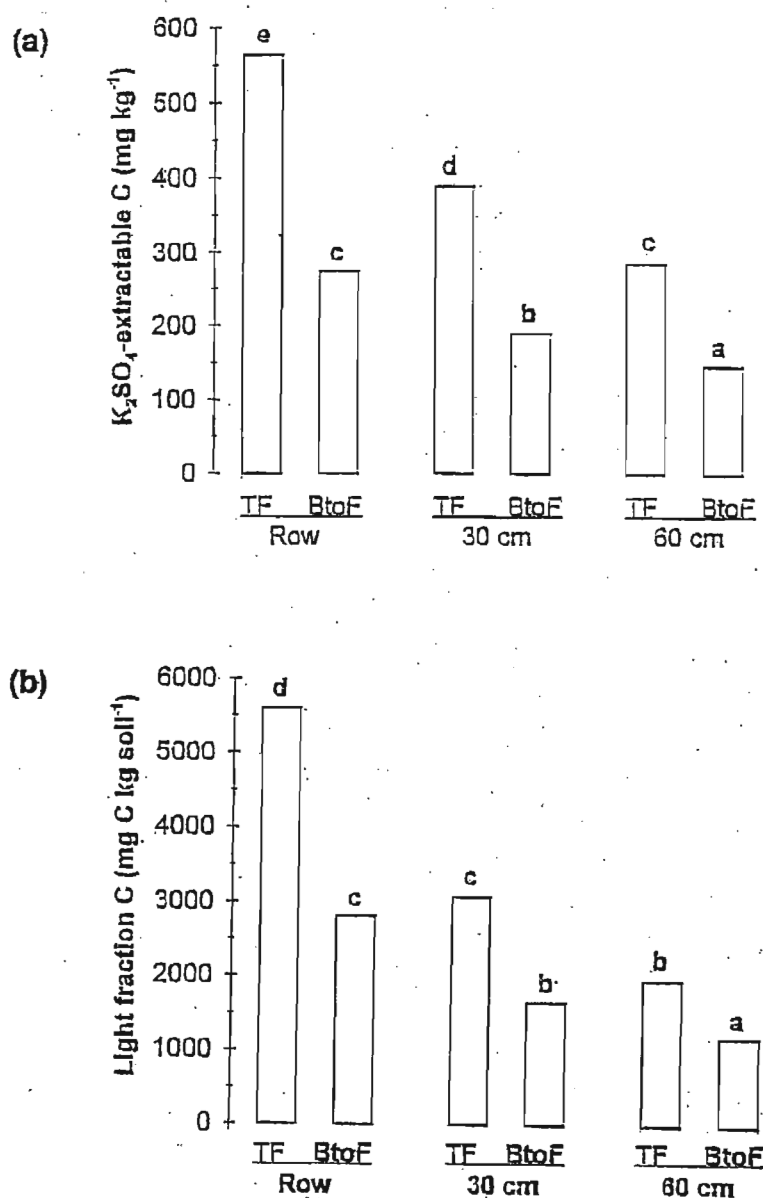 (a)
K₂SO₄-extractable C (mg kg⁻¹)
600
500
400
300
200
100
0
e
c
d
b
c
a
TF BtoF TF BtoF TF BtoF
Row 30 cm 60 cm
(b)
Light fraction C (mg C kg soil⁻¹)
6000
5000
4000
3000
2000
1000
0
d
c
c
b
b
a
TF BtoF TF BtoF TF BtoF
Row 30 cm 60 cm